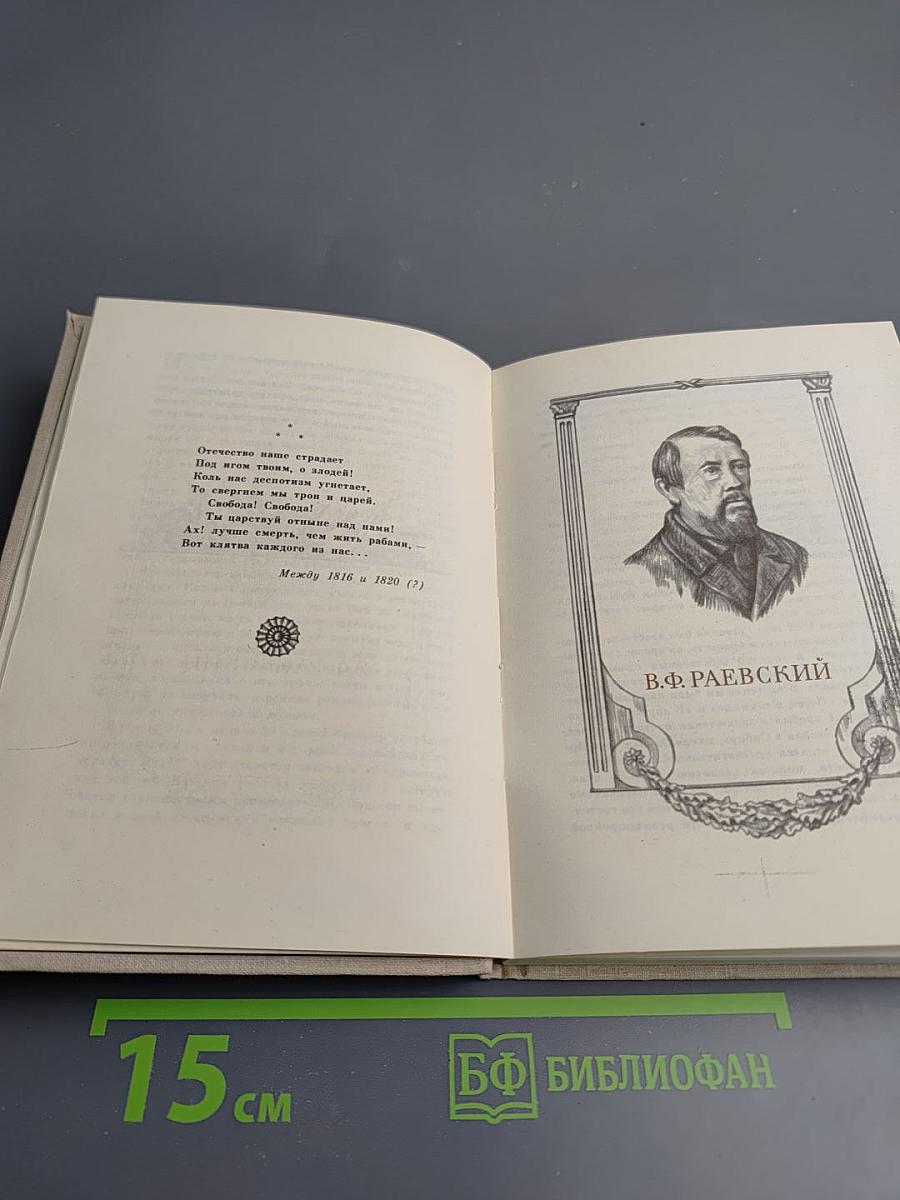 *
* *
Отечество наше страдает
Под игом твоим, о злодей!
Коль нас деспотизм угнетает,
То свергнем мы трон и царей.
Свобода! Свобода!
Ты царствуй отныне над нами!
Ах! лучше смерть, чем жить рабами, —
Вот клятва каждого из нас...
Между 1816 и 1820 (?)
В.Ф. РАЕВСКИЙ
15 см
БФ БИБЛИОФАН